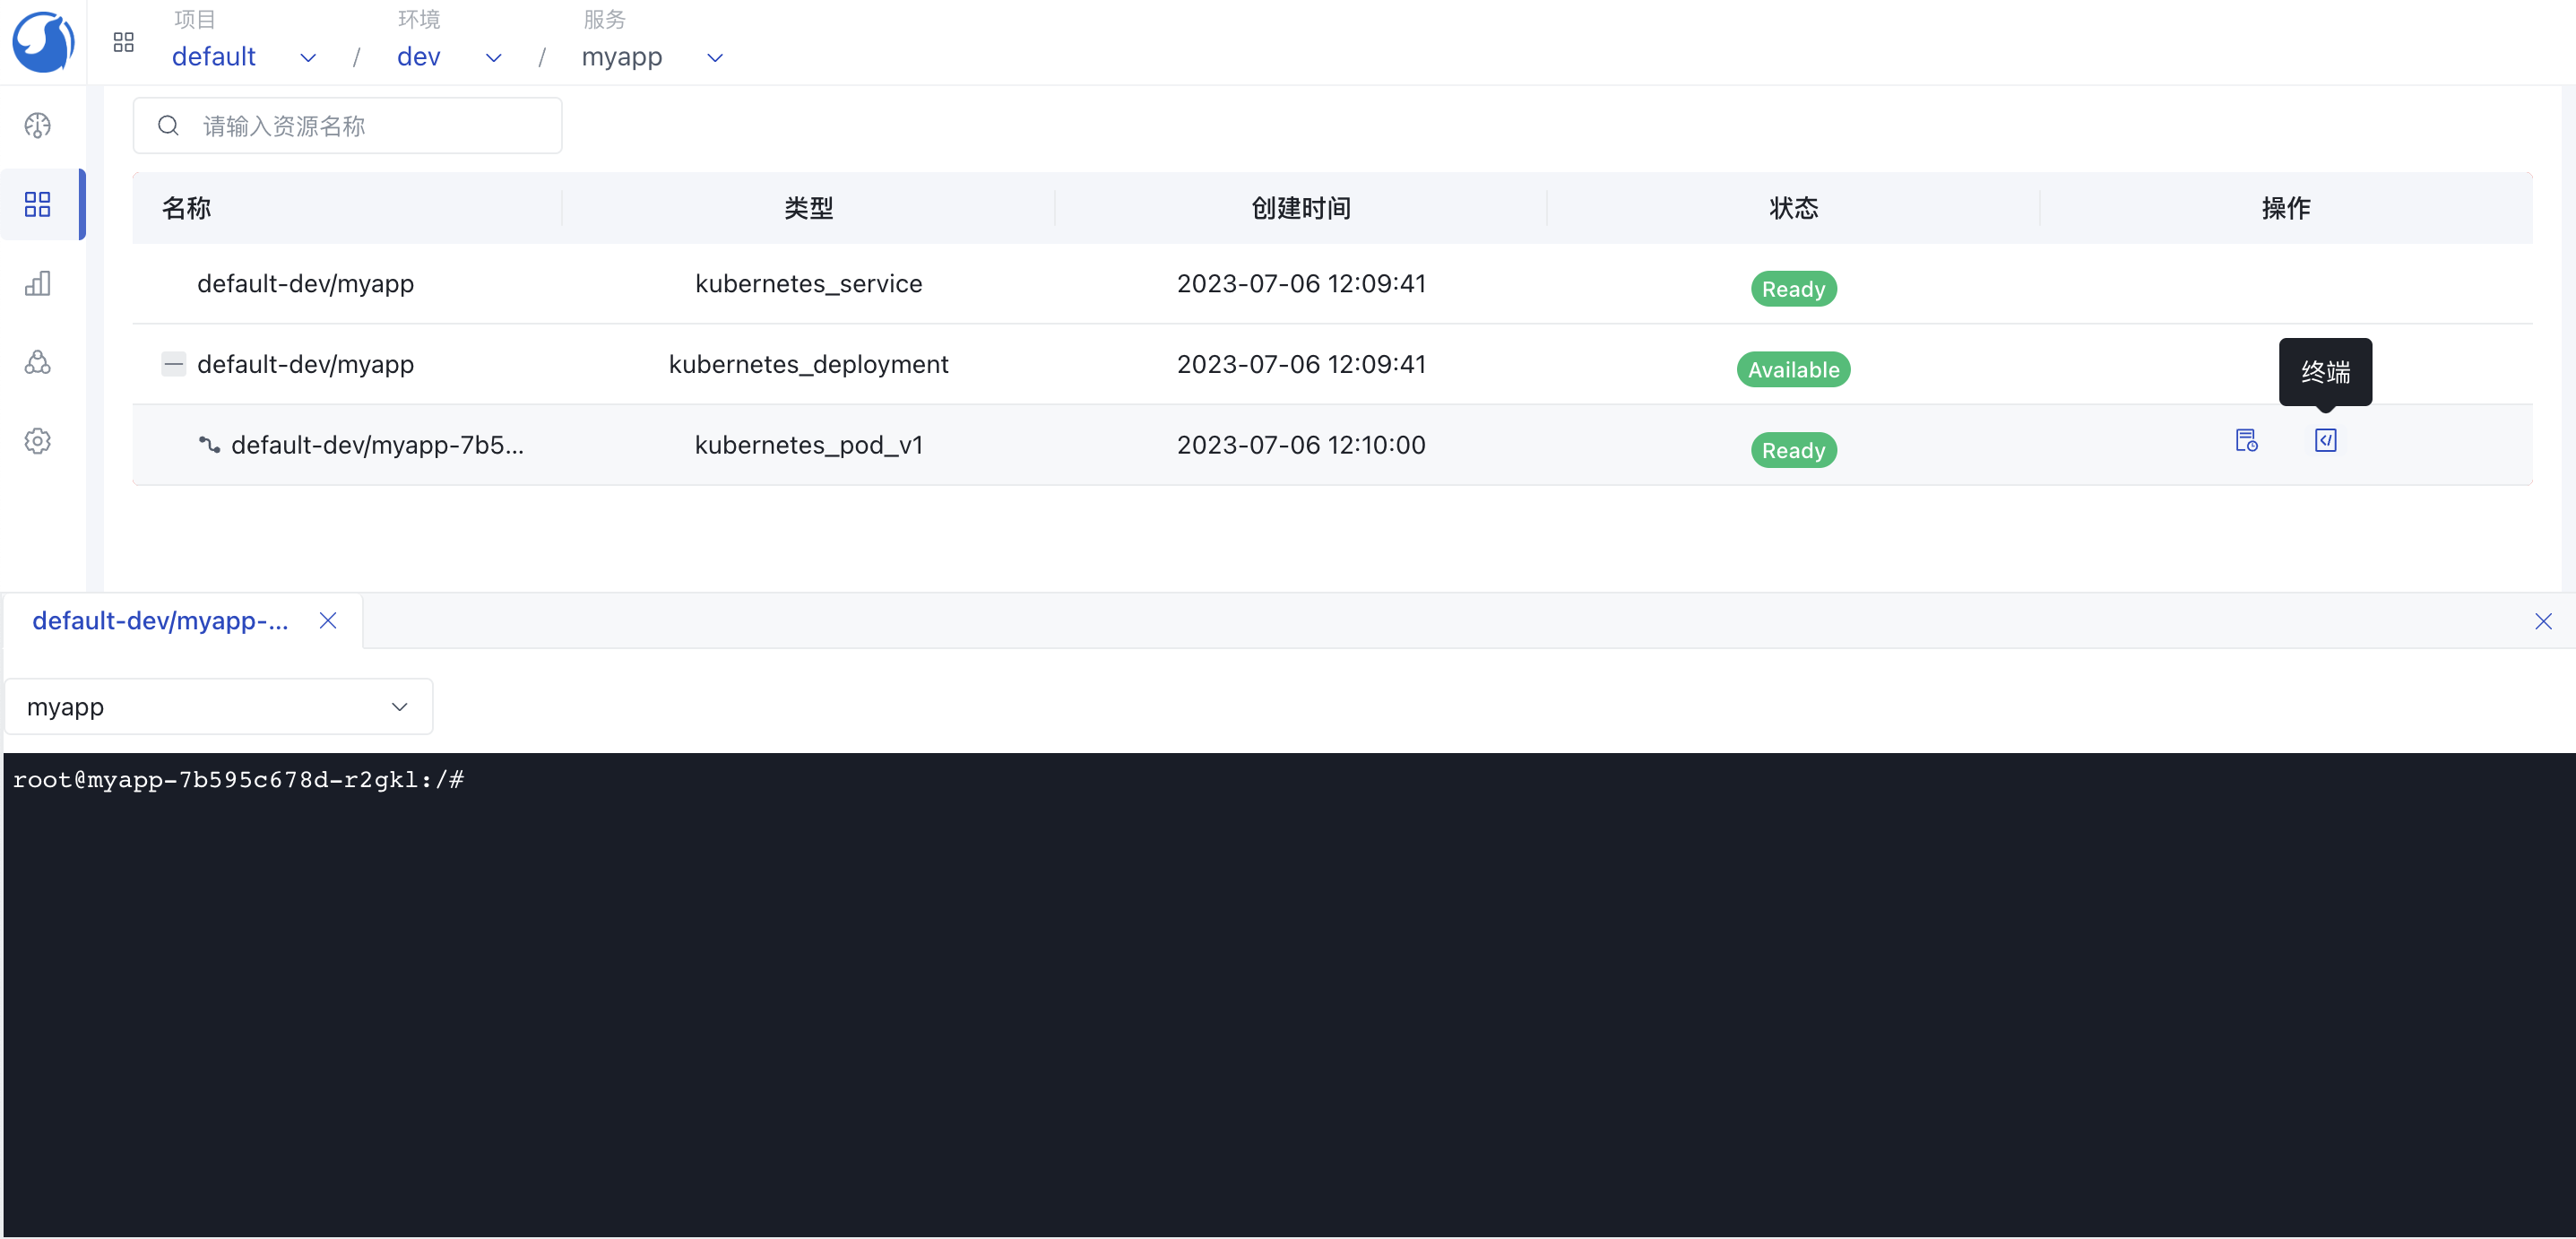 项目 环境 服务
default / dev / myapp
请输入资源名称
名称 类型 创建时间 状态 操作
default-dev/myapp kubernetes_service 2023-07-06 12:09:41 Ready
default-dev/myapp kubernetes_deployment 2023-07-06 12:09:41 Available
终端
default-dev/myapp-7b5... kubernetes_pod_v1 2023-07-06 12:10:00 Ready
default-dev/myapp-...
myapp
root@myapp-7b595c678d-r2gkl:/#